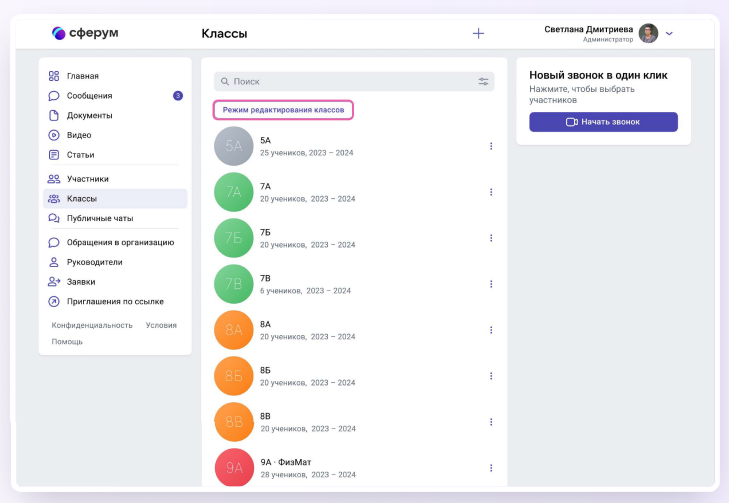 сферум
Классы
Светлана Дмитриева
Администратор
Главная
Сообщения 3
Документы
Видео
Статьи
Участники
Классы
Публичные чаты
Обращения в организацию
Руководители
Заявки
Приглашения по ссылке
Конфиденциальность Условия
Помощь
Поиск
Режим редактирования классов
5А
5А
25 учеников, 2023 – 2024
7А
7А
20 учеников, 2023 – 2024
7Б
7Б
20 учеников, 2023 – 2024
7В
7В
6 учеников, 2023 – 2024
8А
8А
20 учеников, 2023 – 2024
8Б
8Б
20 учеников, 2023 – 2024
8В
8В
20 учеников, 2023 – 2024
9А
9А · ФизМат
28 учеников, 2023 – 2024
Новый звонок в один клик
Нажмите, чтобы выбрать
участников
Начать звонок